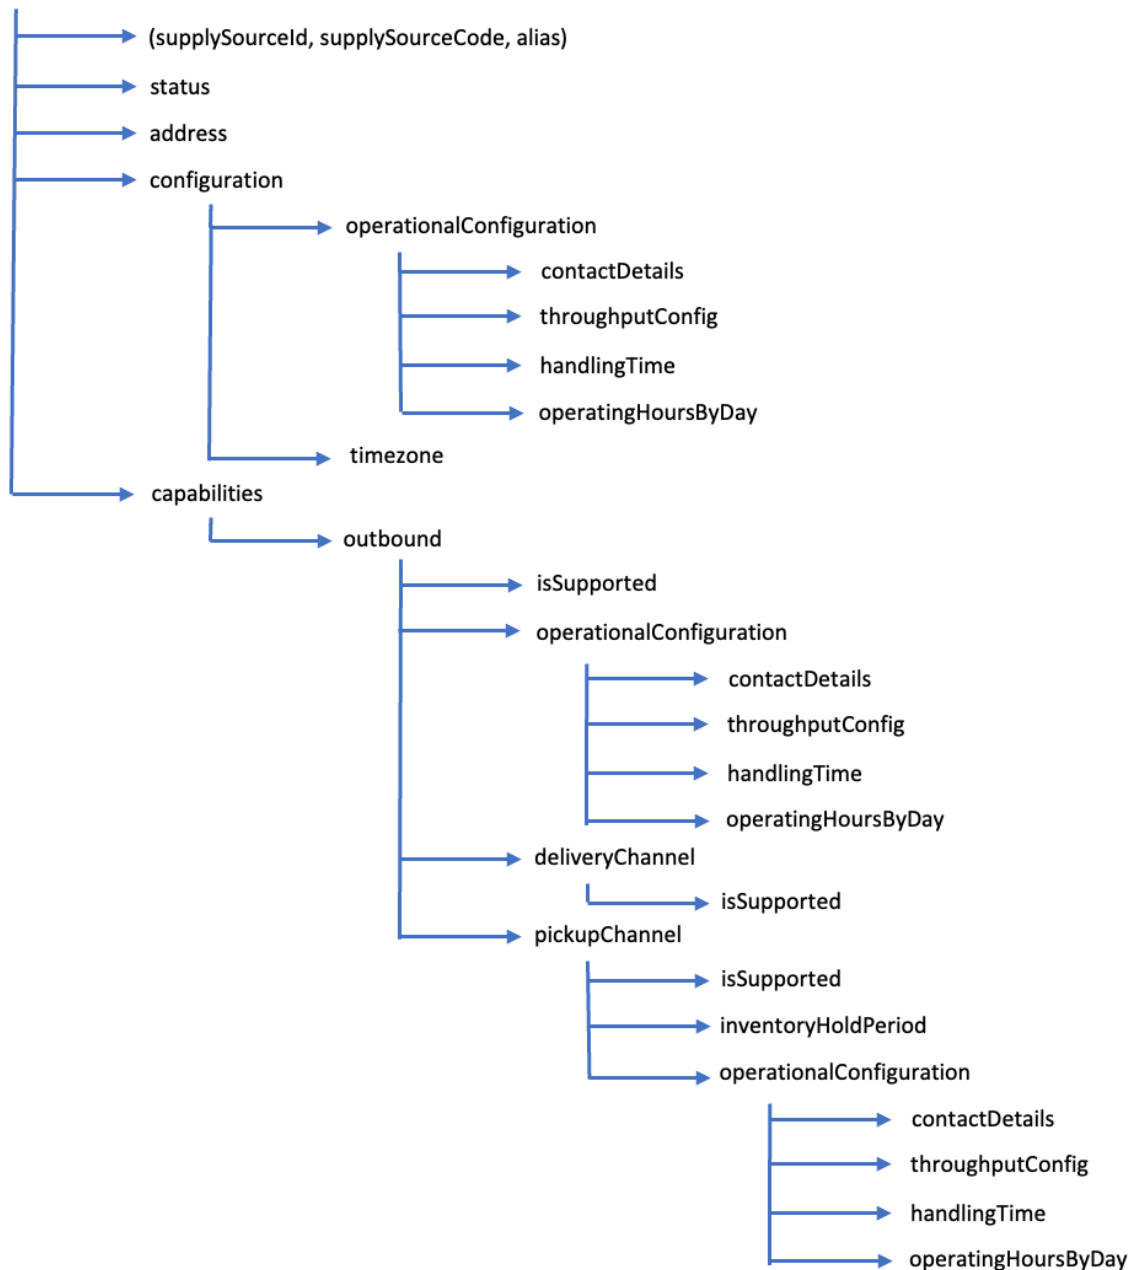 (supplySourceId, supplySourceCode, alias)
status
address
configuration
operationalConfiguration
contactDetails
throughputConfig
handlingTime
operatingHoursByDay
timezone
capabilities
outbound
isSupported
operationalConfiguration
contactDetails
throughputConfig
handlingTime
operatingHoursByDay
deliveryChannel
isSupported
pickupChannel
isSupported
inventoryHoldPeriod
operationalConfiguration
contactDetails
throughputConfig
handlingTime
operatingHoursByDay